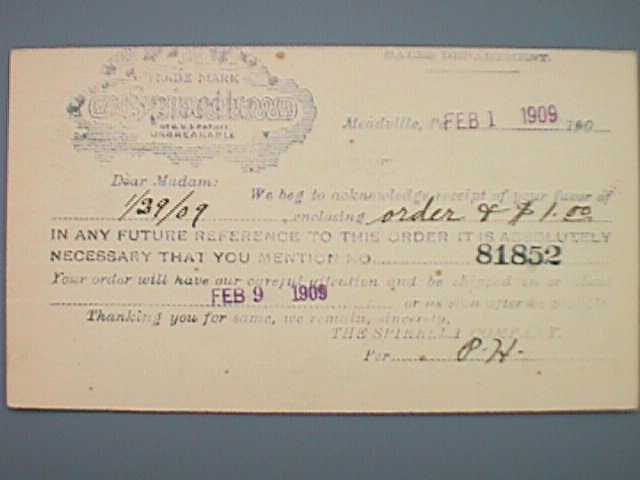 SALES DEPARTMENT.
TRADE MARK
UNBREAKABLE
Meadville, Pa. FEB 1 1909 190
Dear Madam:
We beg to acknowledge receipt of your favor of
1/29/09 , enclosing order & $1.00
IN ANY FUTURE REFERENCE TO THIS ORDER IT IS ABSOLUTELY
NECESSARY THAT YOU MENTION NO. 81852
Your order will have our careful attention and be shipped on or about
FEB 9 1909 or as soon after as possible
Thanking you for same, we remain, sincerely,
THE SPIRELLA COMPANY.
Per P.H.